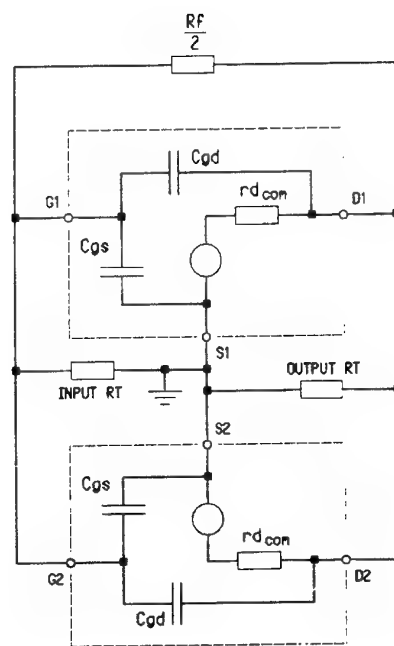 Rf
2
Cgd
rd com
G1
D1
Cgs
S1
INPUT RT
OUTPUT RT
S2
Cgs
rd com
G2
D2
Cgd